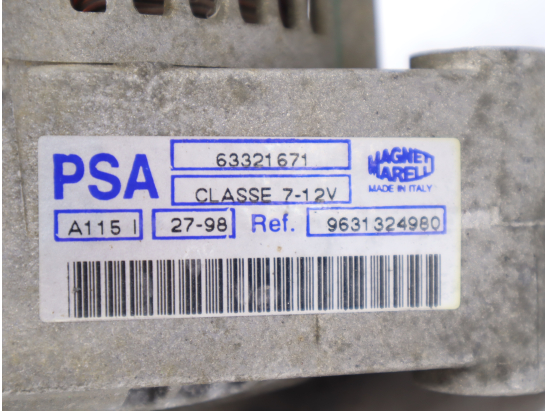 PSA 63321671
CLASSE 7-12V
MAGNETI
MARELLI
MADE IN ITALY
A115 I 27-98 Ref. 9631324980